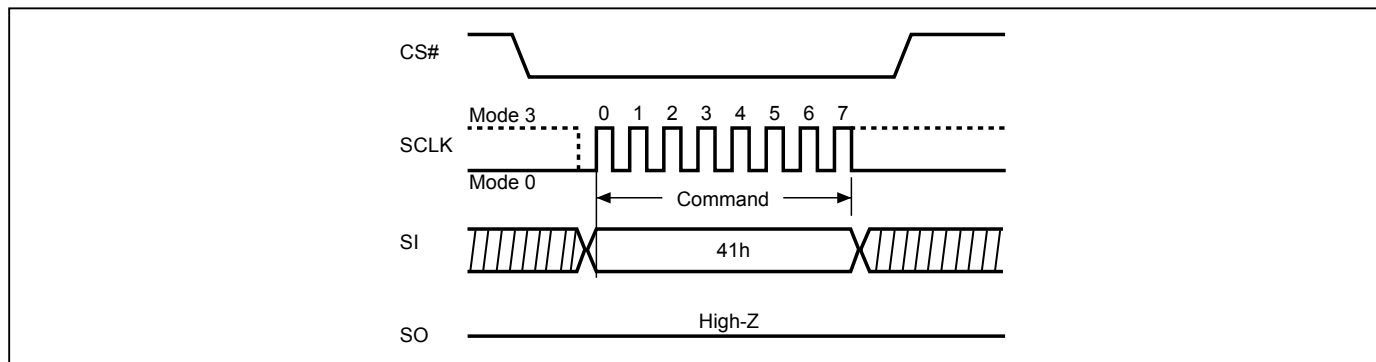 CS#
Mode 3 0 1 2 3 4 5 6 7
SCLK
Mode 0
Command
SI
41h
High-Z
SO